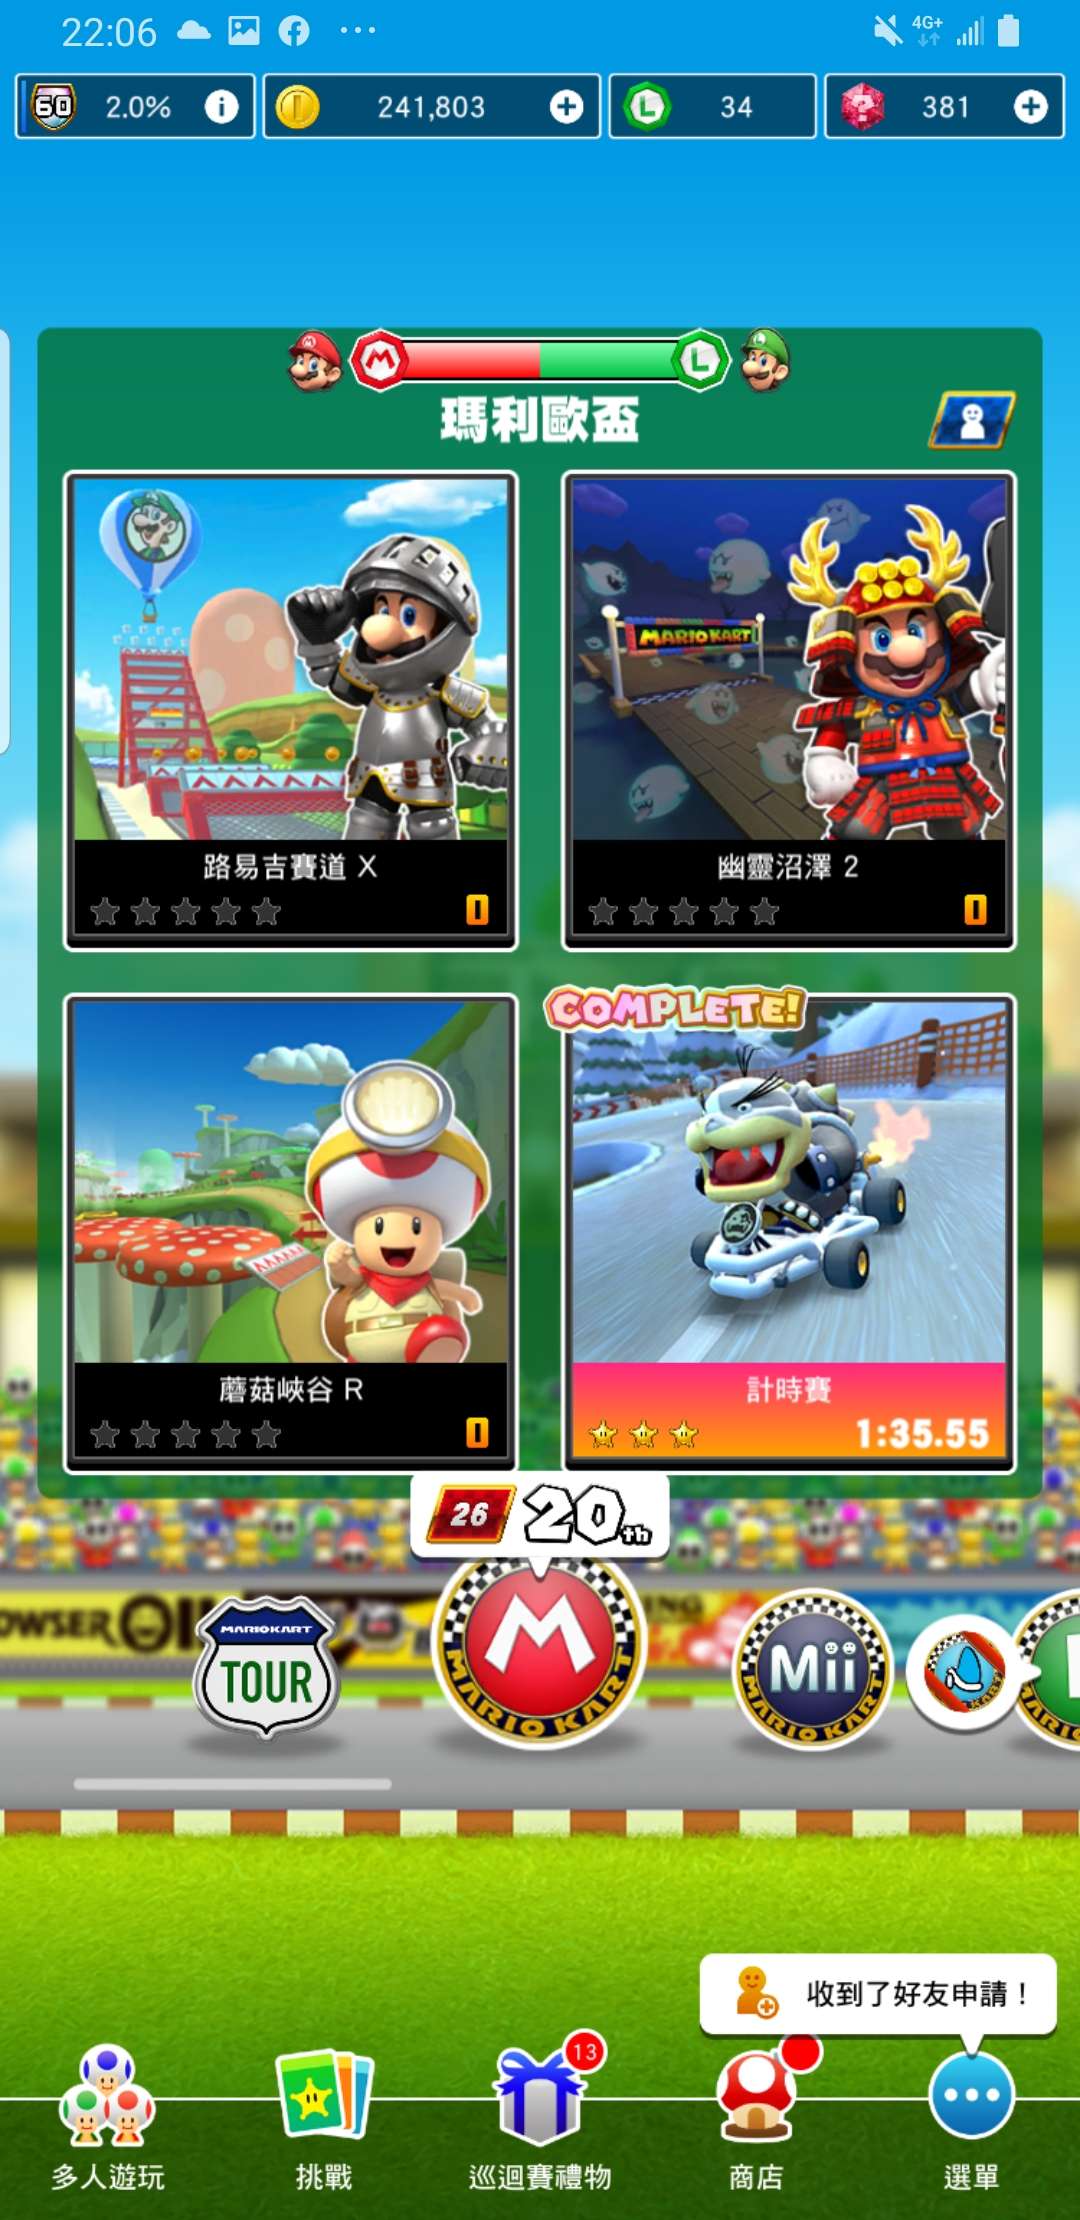 22:06
4G+
60 2.0% i 241,803 L 34 381
M L
瑪利歐盃
MARIO KART
路易吉賽道 X
0
幽靈沼澤 2
0
COMPLETE!
蘑菇峽谷 R
0
計時賽
1:35.55
26 20th
MARIOKART
TOUR
M
MARIO KART
Mii
MARIO KART
收到了好友申請！
13
多人遊玩
挑戰
巡迴賽禮物
商店
選單